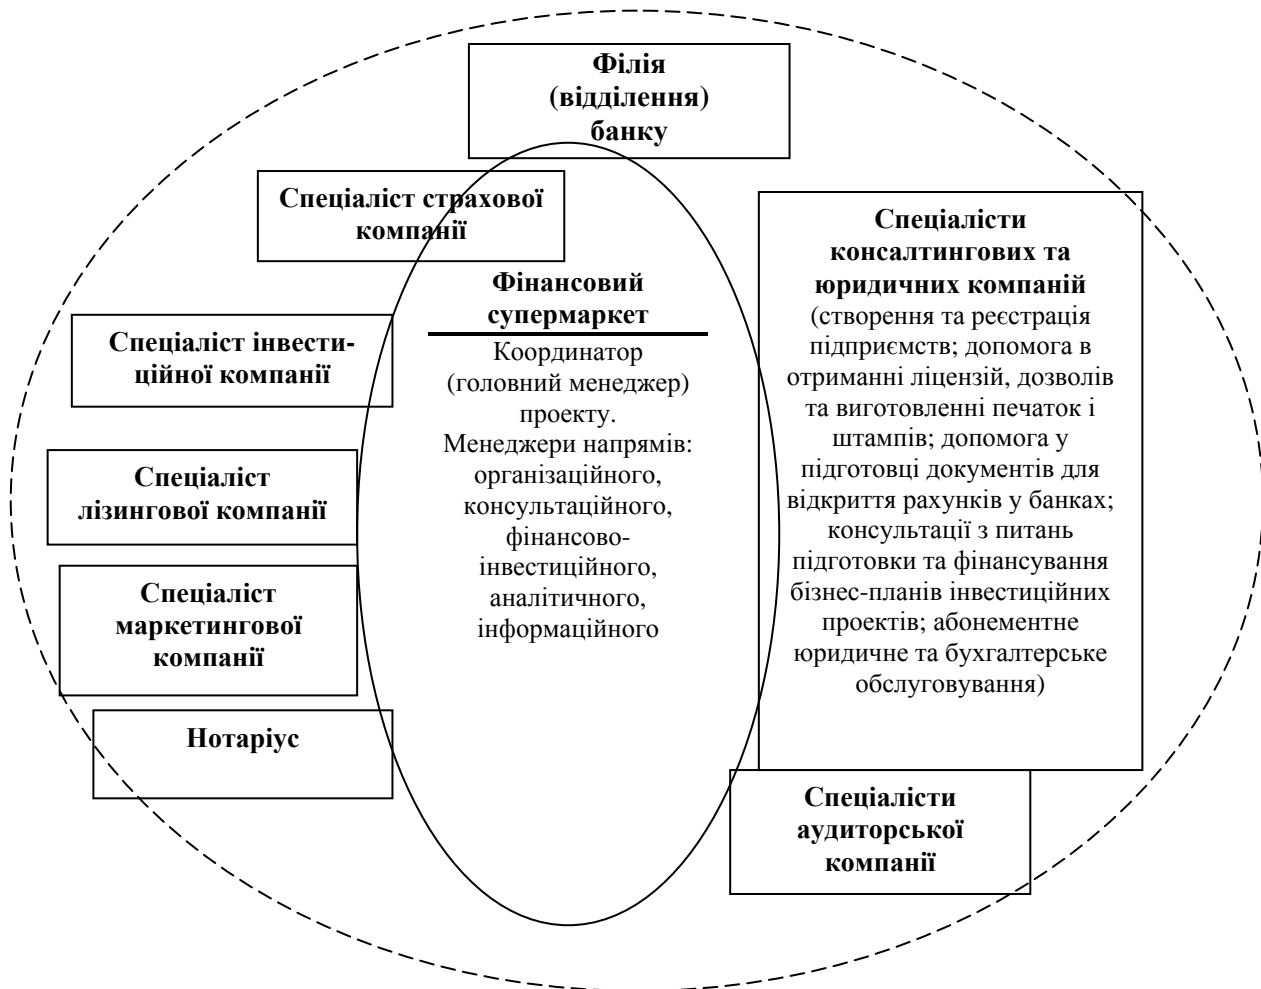 Філія
(відділення)
банку
Спеціаліст страхової
компанії
Фінансовий
супермаркет
Координатор
(головний менеджер)
проекту.
Менеджери напрямів:
організаційного,
консультаційного,
фінансово-
інвестиційного,
аналітичного,
інформаційного
Спеціаліст інвести-
ційної компанії
Спеціаліст
лізингової компанії
Спеціаліст
маркетингової
компанії
Нотаріус
Спеціалісти
консалтингових та
юридичних компаній
(створення та реєстрація
підприємств; допомога в
отриманні ліцензій, дозволів
та виготовленні печаток і
штампів; допомога у
підготовці документів для
відкриття рахунків у банках;
консультації з питань
підготовки та фінансування
бізнес-планів інвестиційних
проектів; абонементне
юридичне та бухгалтерське
обслуговування)
Спеціалісти
аудиторської
компанії